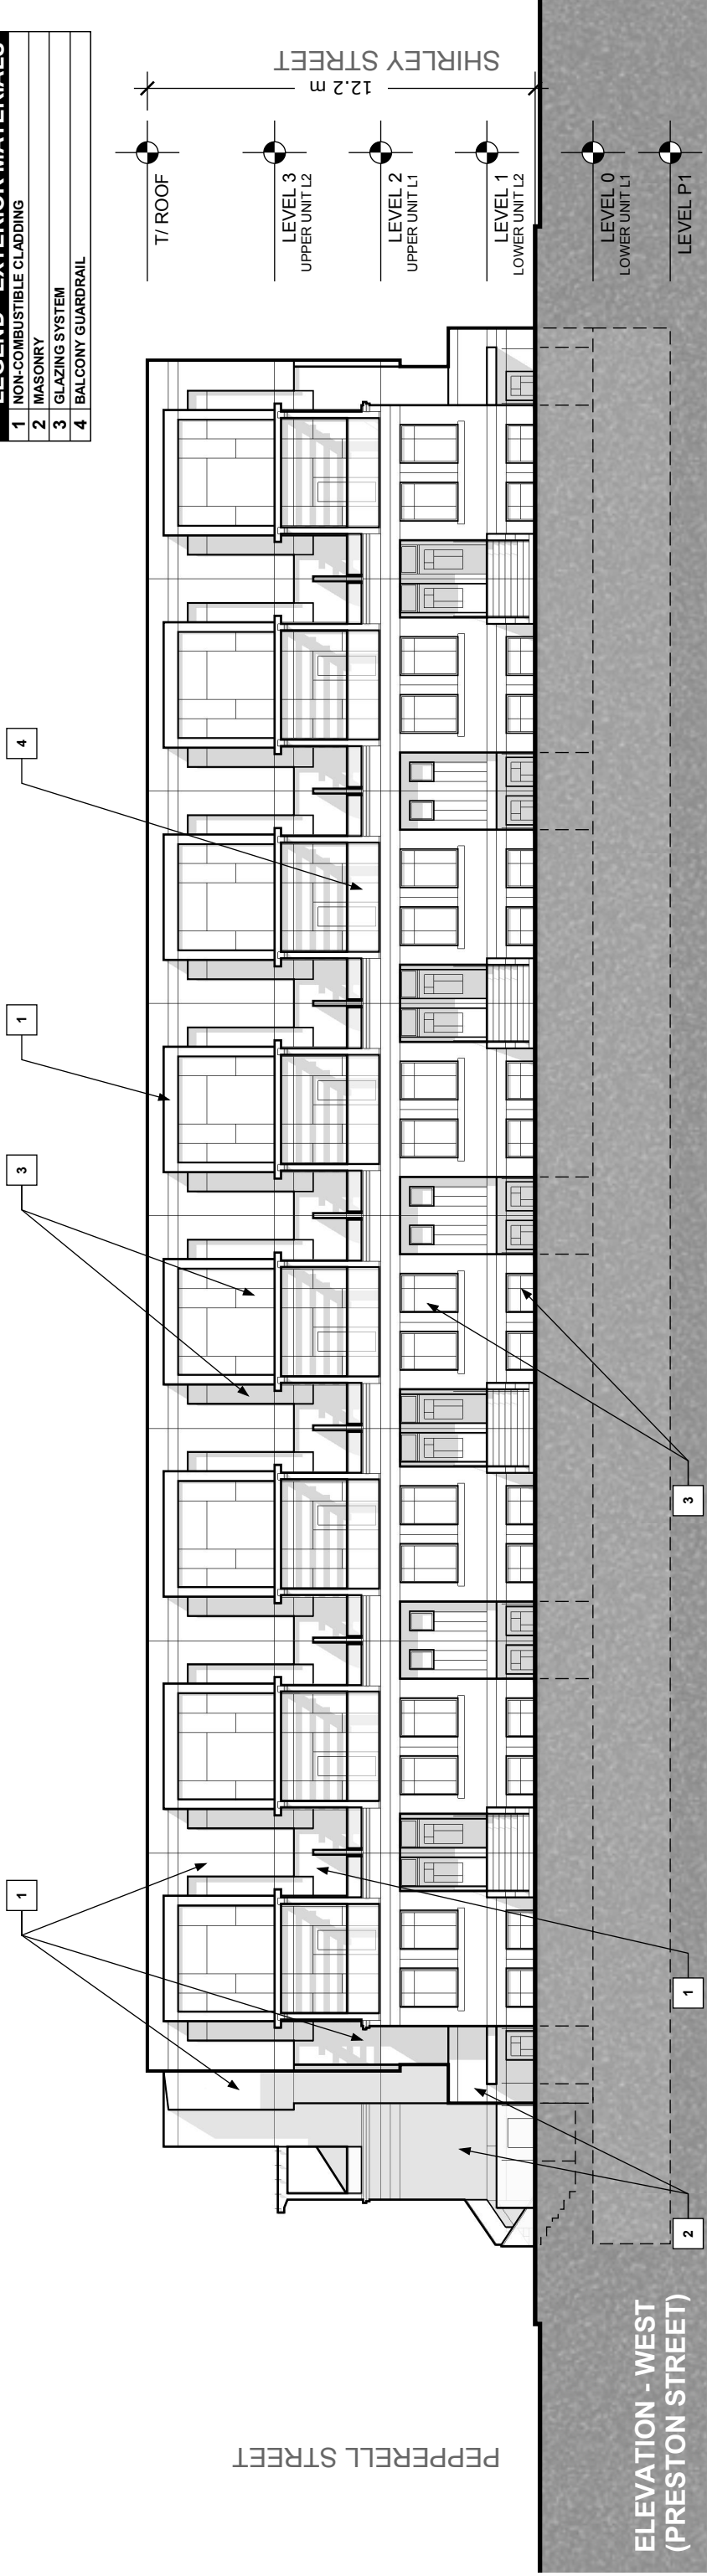 LEGEND - EXTERIOR MATERIALS
1 NON-COMBUSTIBLE CLADDING
2 MASONRY
3 GLAZING SYSTEM
4 BALCONY GUARDRAIL
1
3
1
4
T/ ROOF
LEVEL 3
UPPER UNIT L2
LEVEL 2
UPPER UNIT L1
LEVEL 1
LOWER UNIT L2
LEVEL 0
LOWER UNIT L1
LEVEL P1
12.2 m
SHIRLEY STREET
PEPPERELL STREET
2
1
3
ELEVATION - WEST
(PRESTON STREET)